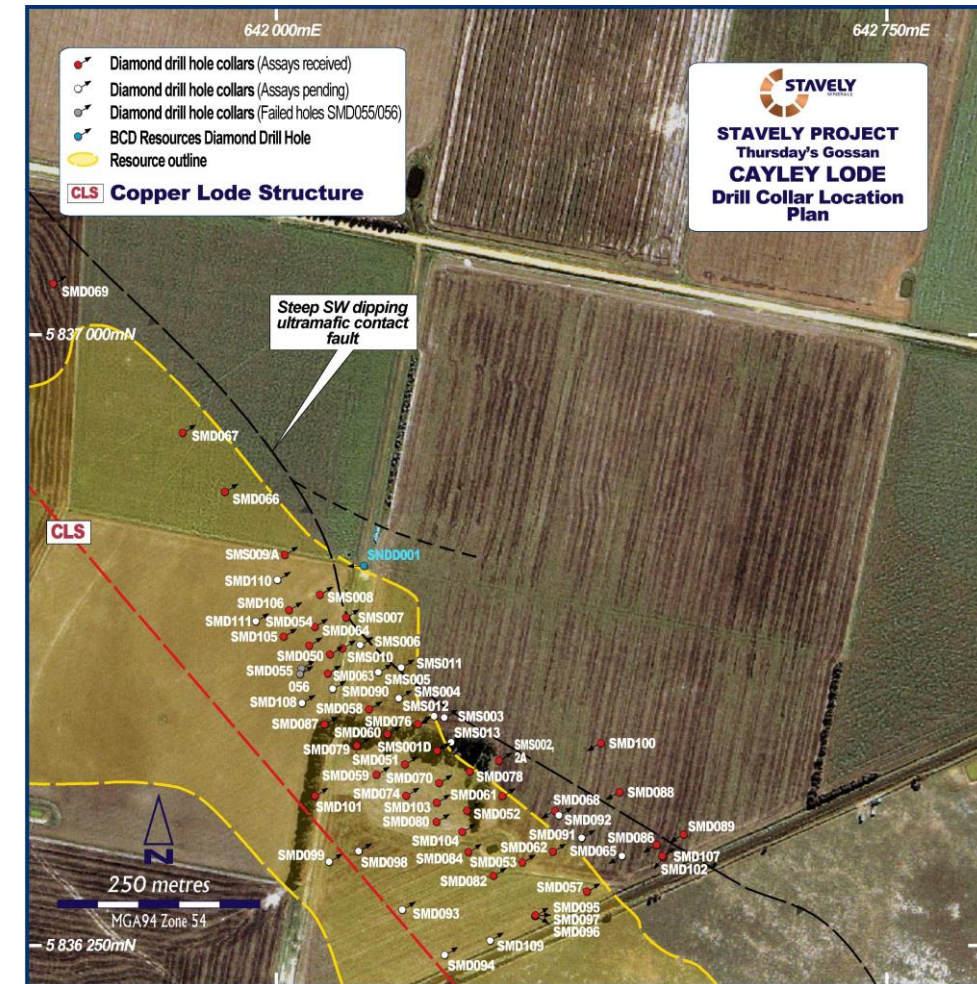 642 000mE
642 750mE
Diamond drill hole collars (Assays received)
Diamond drill hole collars (Assays pending)
Diamond drill hole collars (Failed holes SMD055/056)
BCD Resources Diamond Drill Hole
Resource outline
CLS Copper Lode Structure
STAVELY
MINERALS
STAVELY PROJECT
Thursday's Gossan
CAYLEY LODE
Drill Collar Location
Plan
SMD069
Steep SW dipping
ultramafic contact
fault
5 837 000mN
SMD067
SMD066
CLS
SMS009/A
SNDD001
SMD110
SMS008
SMD106
SMS007
SMD111
SMD054
SMD064
SMD105
SMS006
SMD050
SMS010
SMS011
SMD055
056
SMD063
SMS005
SMD090
SMS004
SMD108
SMD058
SMS012
SMS003
SMD087
SMD076
SMD060
SMS013
SMD079
SMS001D
SMS002,
2A
SMD100
SMD051
SMD059
SMD070
SMD078
SMD088
SMD101
SMD074
SMD061
SMD103
SMD052
SMD068
SMD080
SMD092
SMD104
SMD091
SMD086
SMD089
SMD099
SMD098
SMD084
SMD062
SMD065
SMD107
SMD053
SMD102
SMD082
N
250 metres
MGA94 Zone 54
SMD057
SMD093
SMD095
SMD097
SMD096
5 836 250mN
SMD109
SMD094